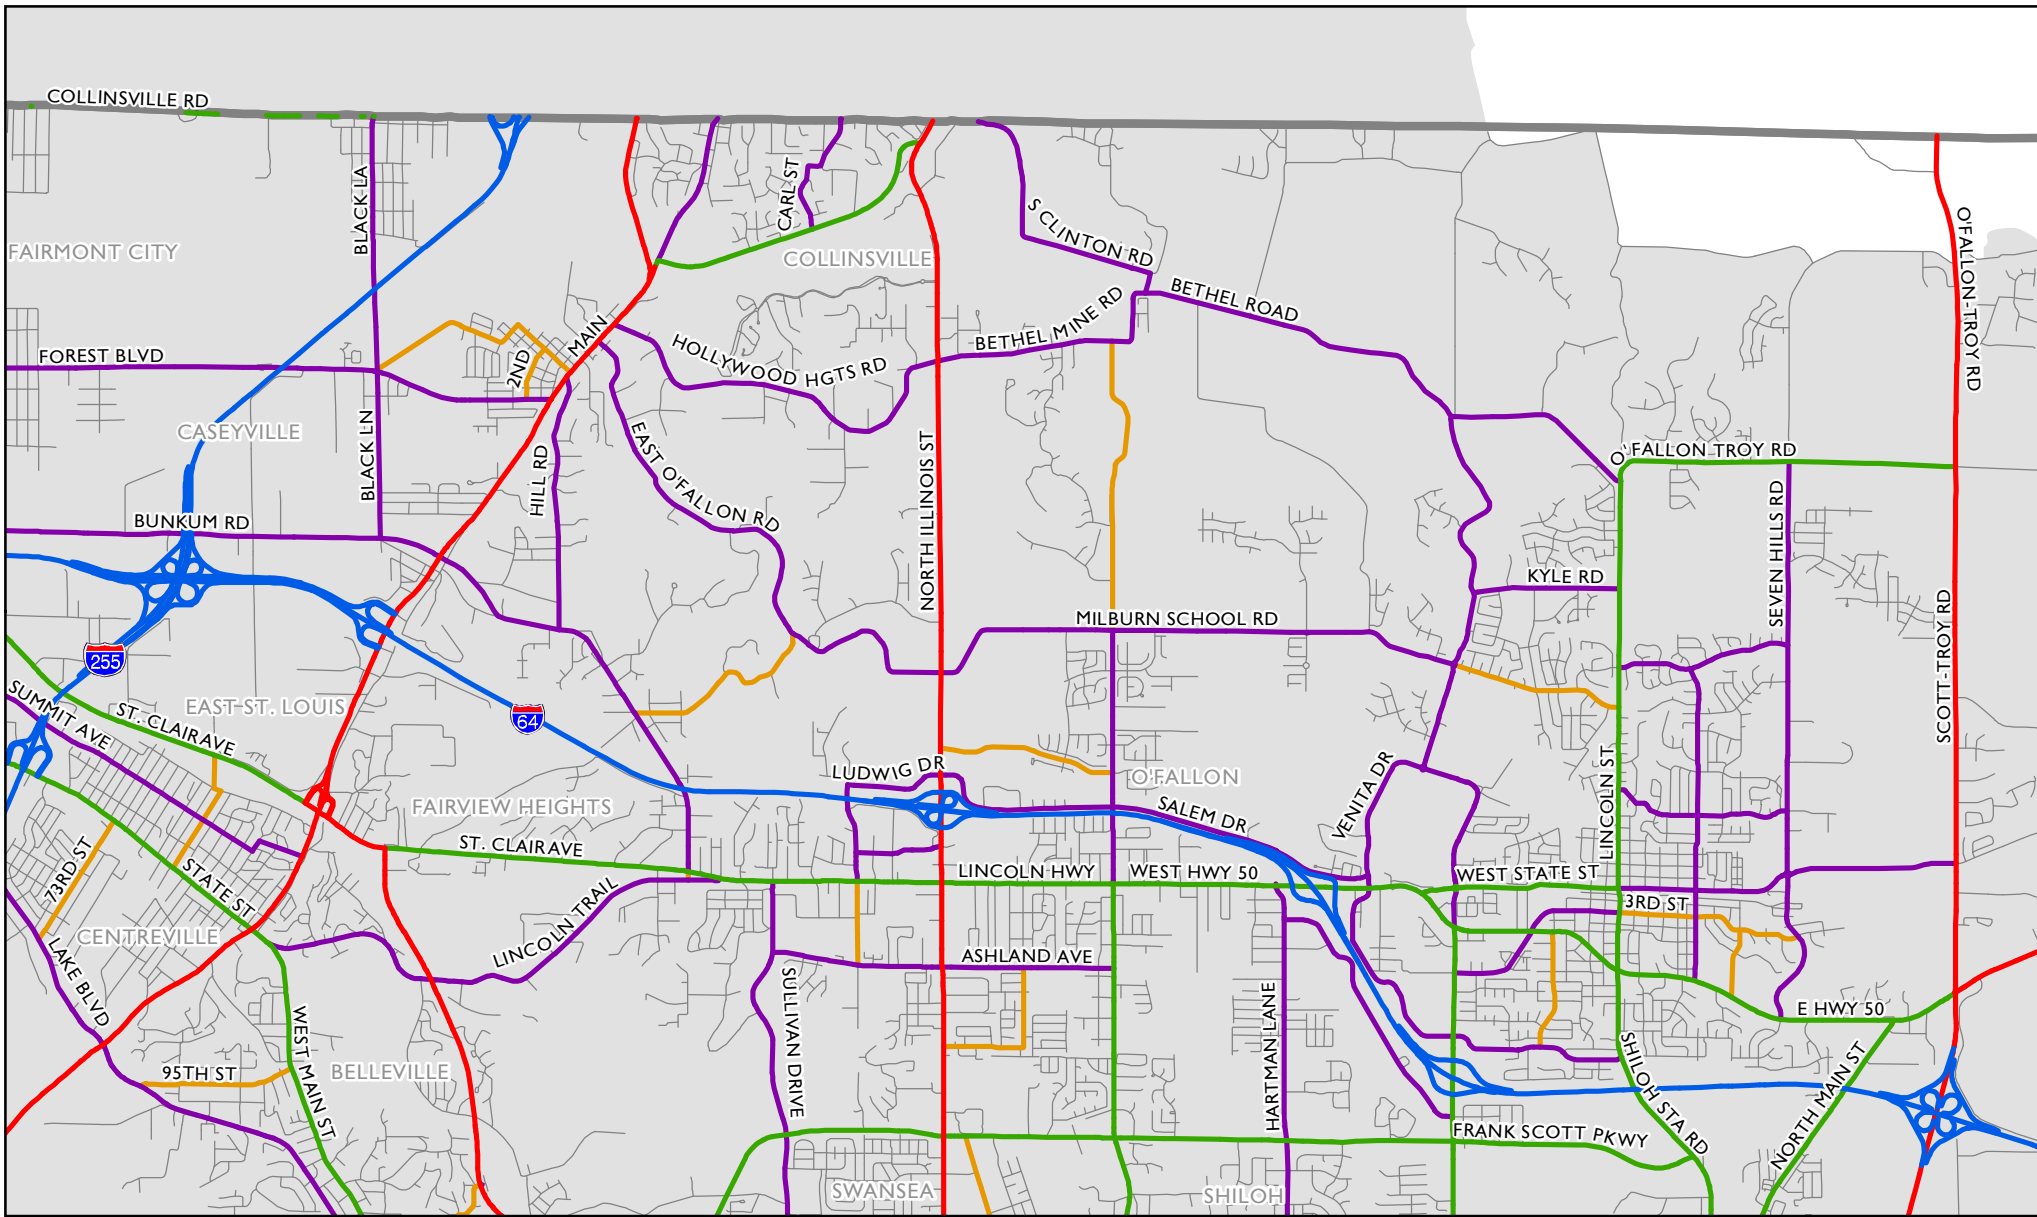 COLLINSVILLE RD
BLACK LA
CARL ST
S CLINTON RD
O'FALLON-TROY RD
FAIRMONT CITY
COLLINSVILLE
BETHEL ROAD
BETHEL MINE RD
MAIN
2ND
HOLLYWOOD HGTS RD
FOREST BLVD
CASEYVILLE
BLACK LN
HILL RD
EAST O'FALLON RD
NORTH ILLINOIS ST
O' FALLON TROY RD
SEVEN HILLS RD
BUNKUM RD
KYLE RD
MILBURN SCHOOL RD
SCOTT-TROY RD
255
64
SUMMIT AVE
ST. CLAIRAVE
EAST ST. LOUIS
FAIRVIEW HEIGHTS
LUDWIG DR
O'FALLON
SALEM DR
VENITA DR
LINCOLN ST
ST. CLAIRAVE
73RD ST
STATE ST
LINCOLN HWY
WEST HWY 50
WEST STATE ST
3RD ST
LINCOLN TRAIL
CENTREVILLE
LAKE BLVD
ASHLAND AVE
SULLIVAN DRIVE
HARTMAN LANE
E HWY 50
WEST MAIN ST
95TH ST
BELLEVILLE
SHILOH STA RD
NORTH MAIN ST
FRANK SCOTT PKWY
SWANSEA
SHILOH